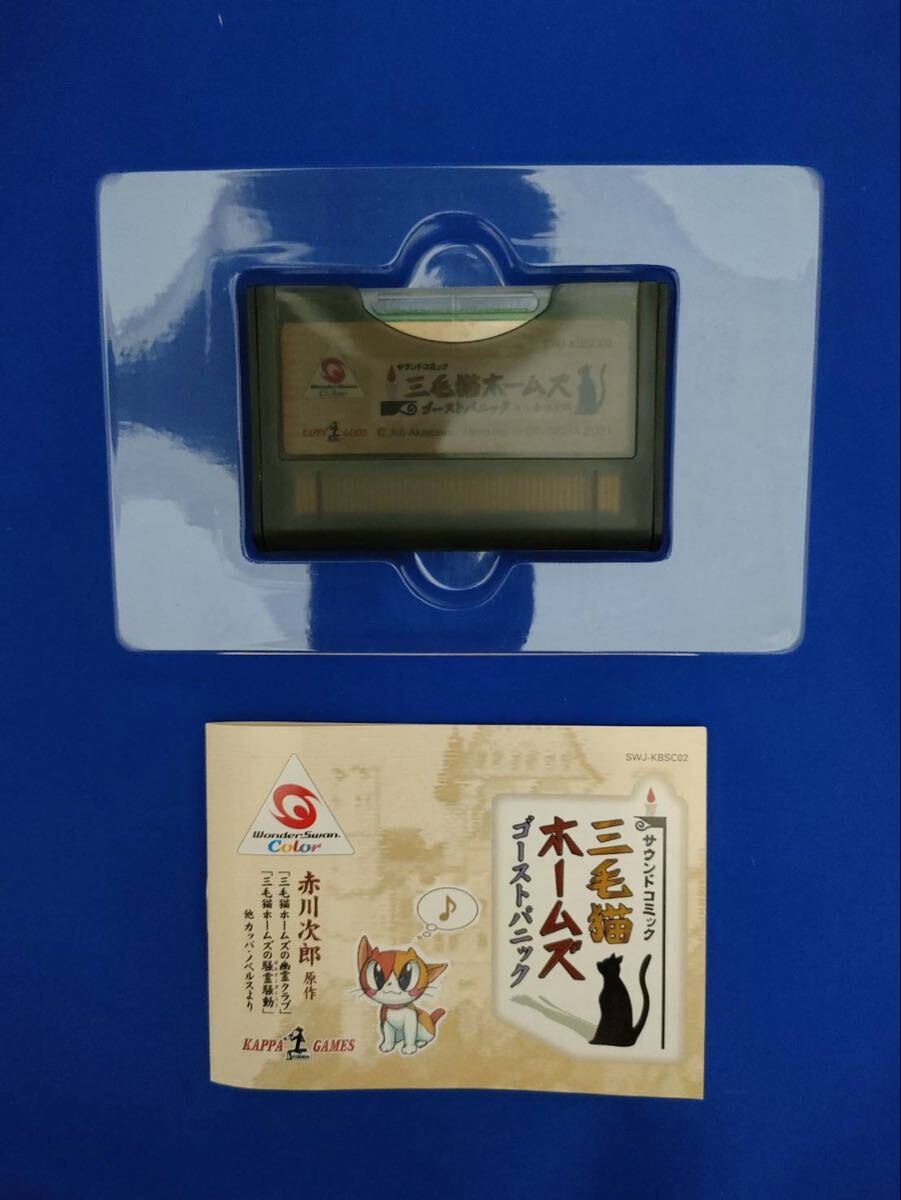 SWJ-KBSC02
サウンドコミック
三毛猫ホームズ
ゴーストパニック
WonderSwan
Color
KAPPA GAMES
SWJ-KBSC02
サウンドコミック
三毛猫
ホームズ
ゴーストパニック
WonderSwan
Color
赤川次郎 原作
「三毛猫ホームズの幽霊クラブ」
「三毛猫ホームズの騒霊騒動」
他 カッパ・ノベルスより
KAPPA GAMES